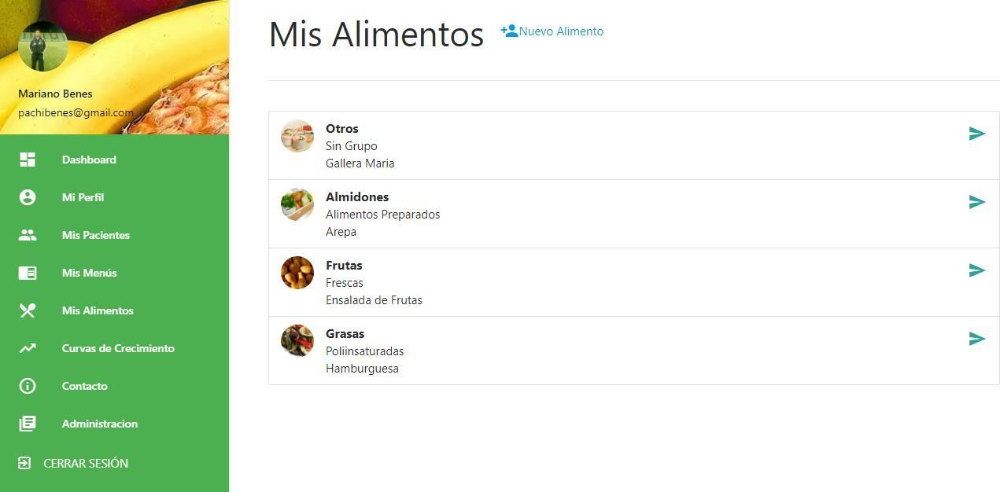 Mariano Benes
pachibenes@gmail.com
Dashboard
Mi Perfil
Mis Pacientes
Mis Menús
Mis Alimentos
Curvas de Crecimiento
Contacto
Administracion
CERRAR SESIÓN
Mis Alimentos
Nuevo Alimento
Otros
Sin Grupo
Gallera Maria
Almidones
Alimentos Preparados
Arepa
Frutas
Frescas
Ensalada de Frutas
Grasas
Poliinsaturadas
Hamburguesa